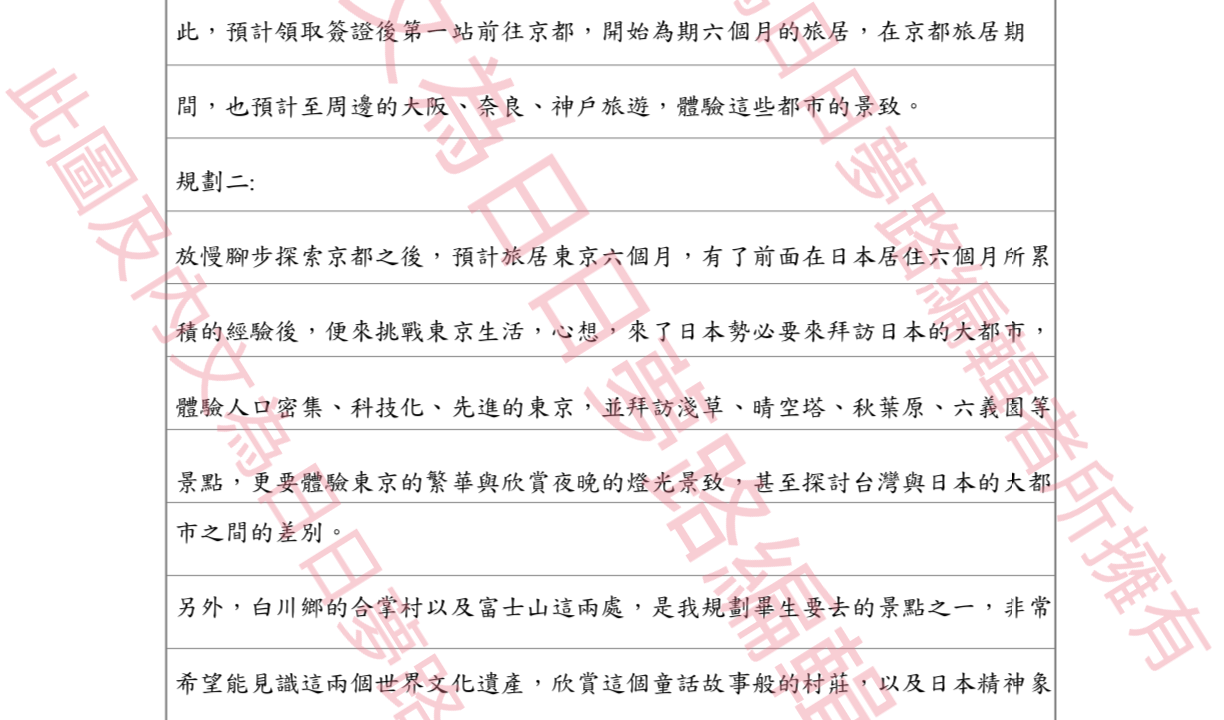 此，預計領取簽證後第一站前往京都，開始為期六個月的旅居，在京都旅居期
間，也預計至周邊的大阪、奈良、神戶旅遊，體驗這些都市的景致。
規劃二:
放慢腳步探索京都之後，預計旅居東京六個月，有了前面在日本居住六個月所累
積的經驗後，便來挑戰東京生活，心想，來了日本勢必要來拜訪日本的大都市，
體驗人口密集、科技化、先進的東京，並拜訪淺草、晴空塔、秋葉原、六義園等
景點，更要體驗東京的繁華與欣賞夜晚的燈光景致，甚至探討台灣與日本的大都
市之間的差別。
另外，白川鄉的合掌村以及富士山這兩處，是我規劃畢生要去的景點之一，非常
希望能見識這兩個世界文化遺產，欣賞這個童話故事般的村莊，以及日本精神象
此圖及內文為日日夢路
文為日日夢路編輯
日日夢路編輯者所擁有